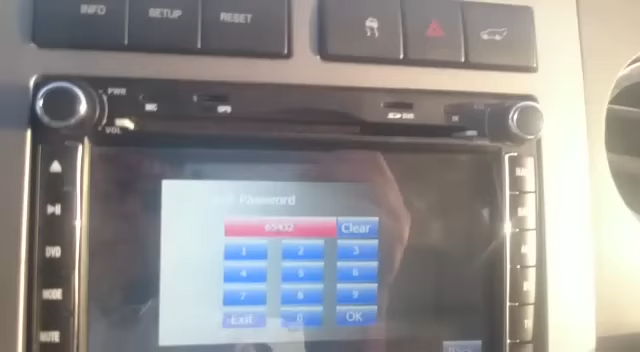 INFO
SETUP
RESET
PWR
VOL
MIC
GPS
DVD
MODE
MUTE
Password
65432
Clear
1 2 3
4 5 6
7 8 9
Exit 0 OK